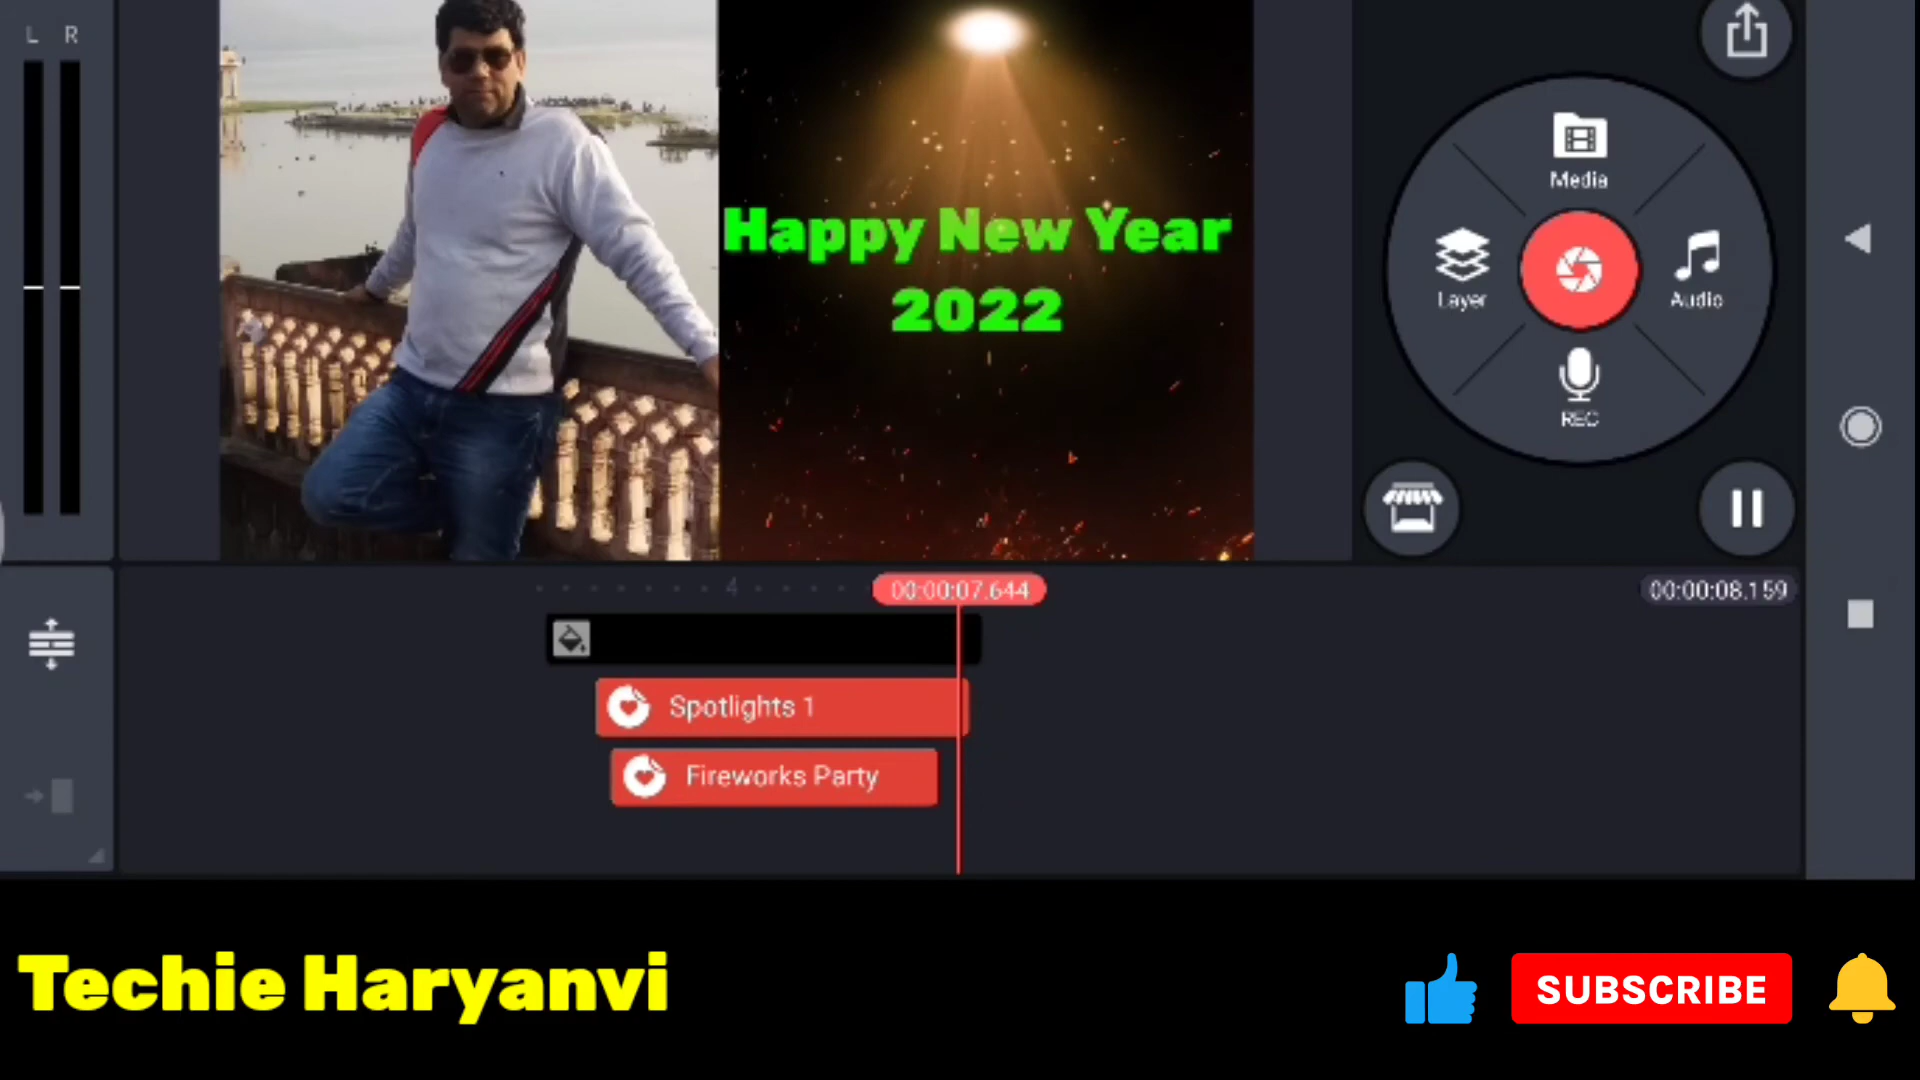 L R
Happy New Year
2022
Media
Layer
Audio
REC
4
00:00:07.644
00:00:08.159
Spotlights 1
Fireworks Party
Techie Haryanvi
SUBSCRIBE